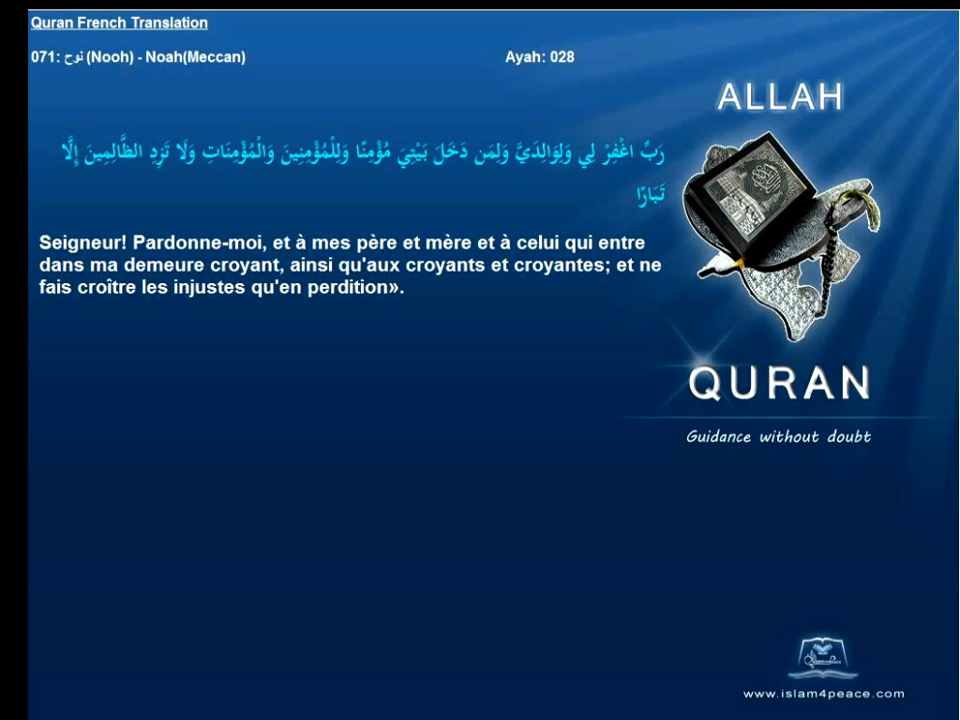 Quran French Translation
071: نوح (Nooh) - Noah(Meccan) Ayah: 028
ALLAH
رَبِّ اغْفِرْ لِي وَلِوَالِدَيَّ وَلِمَن دَخَلَ بَيْتِيَ مُؤْمِنًا وَلِلْمُؤْمِنِينَ وَالْمُؤْمِنَاتِ وَلَا تَزِدِ الظَّالِمِينَ إِلَّا
تَبَارًا
Seigneur! Pardonne-moi, et à mes père et mère et à celui qui entre
dans ma demeure croyant, ainsi qu'aux croyants et croyantes; et ne
fais croître les injustes qu'en perdition».
QURAN
Guidance without doubt
www.islam4peace.com